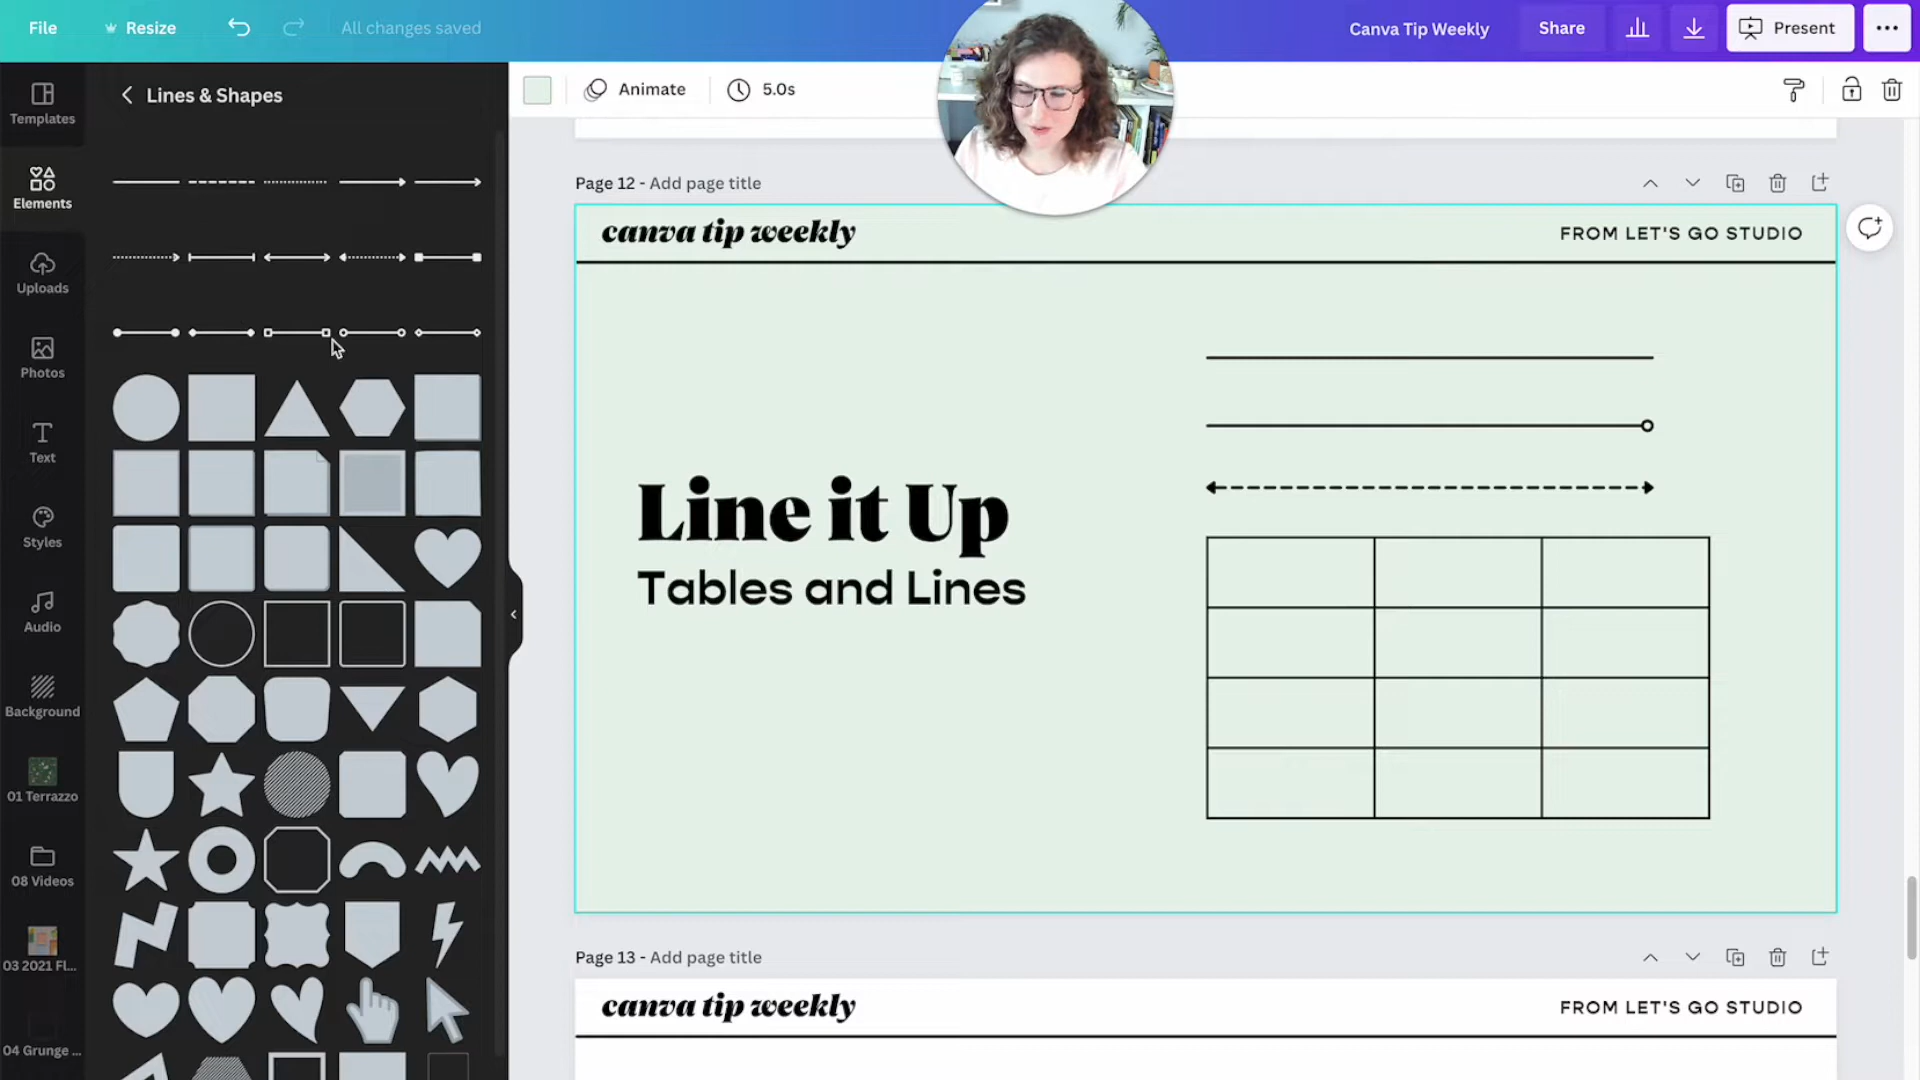 File
Resize
All changes saved
Canva Tip Weekly
Share
Present
Templates
Elements
Uploads
Photos
Text
Styles
Audio
Background
01 Terrazzo
08 Videos
03 2021 Fl...
04 Grunge ...
Lines & Shapes
Animate
5.0s
Page 12 - Add page title
canva tip weekly
FROM LET'S GO STUDIO
Line it Up
Tables and Lines
Page 13 - Add page title
canva tip weekly
FROM LET'S GO STUDIO